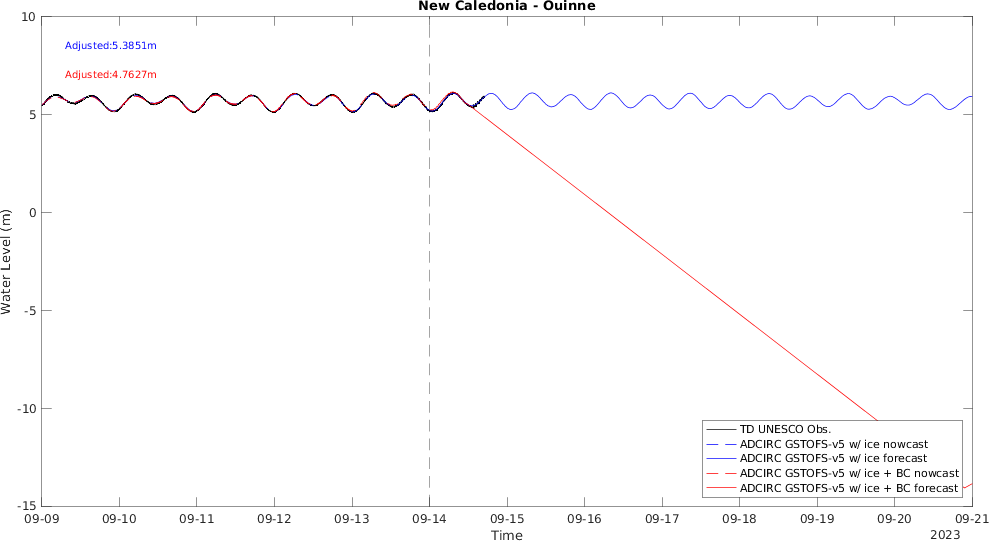 New Caledonia - Ouinne
Adjusted:5.3851m
Adjusted:4.7627m
Water Level (m)
10
5
0
-5
-10
-15
TD UNESCO Obs.
ADCIRC GSTOFS-v5 w/ ice nowcast
ADCIRC GSTOFS-v5 w/ ice forecast
ADCIRC GSTOFS-v5 w/ ice + BC nowcast
ADCIRC GSTOFS-v5 w/ ice + BC forecast
09-09 09-10 09-11 09-12 09-13 09-14 09-15 09-16 09-17 09-18 09-19 09-20 09-21
Time
2023